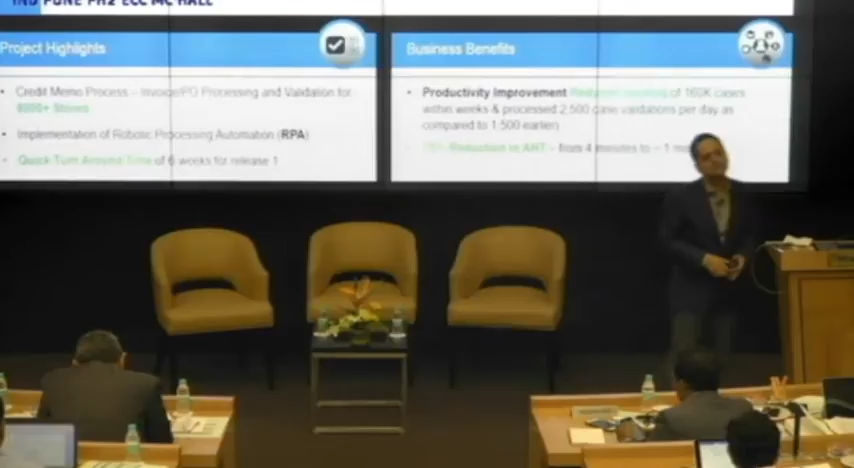 IND PUNE PH2 ECC MC HALL
Project Highlights
• Credit Memo Process – Invoice/PO Processing and Validation for
8000+ Stores
• Implementation of Robotic Processing Automation (RPA)
• Quick Turn Around Time of 6 weeks for release 1
Business Benefits
• Productivity Improvement of 160K cases
within weeks & processed 2,500 case validations per day as
compared to 1,500 earlier
Reduction in AHT – from 4 minutes to ~ 1